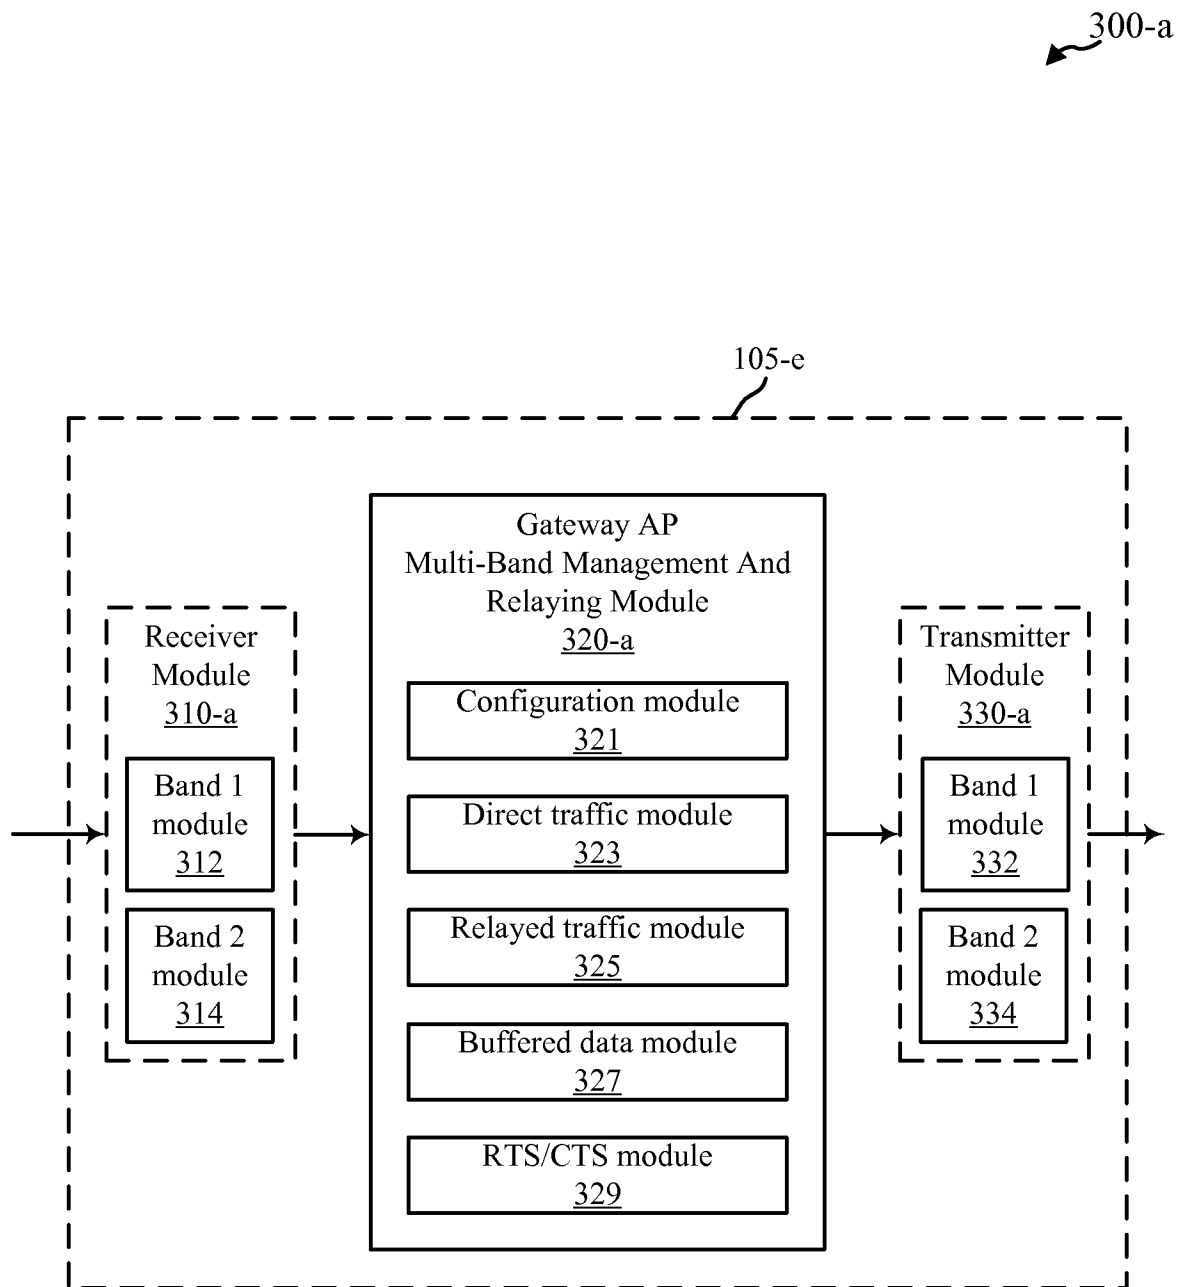 300-a
105-e
Gateway AP
Multi-Band Management And
Relaying Module
320-a
Receiver
Module
310-a
Band 1
module
312
Band 2
module
314
Configuration module
321
Direct traffic module
323
Relayed traffic module
325
Buffered data module
327
RTS/CTS module
329
Transmitter
Module
330-a
Band 1
module
332
Band 2
module
334